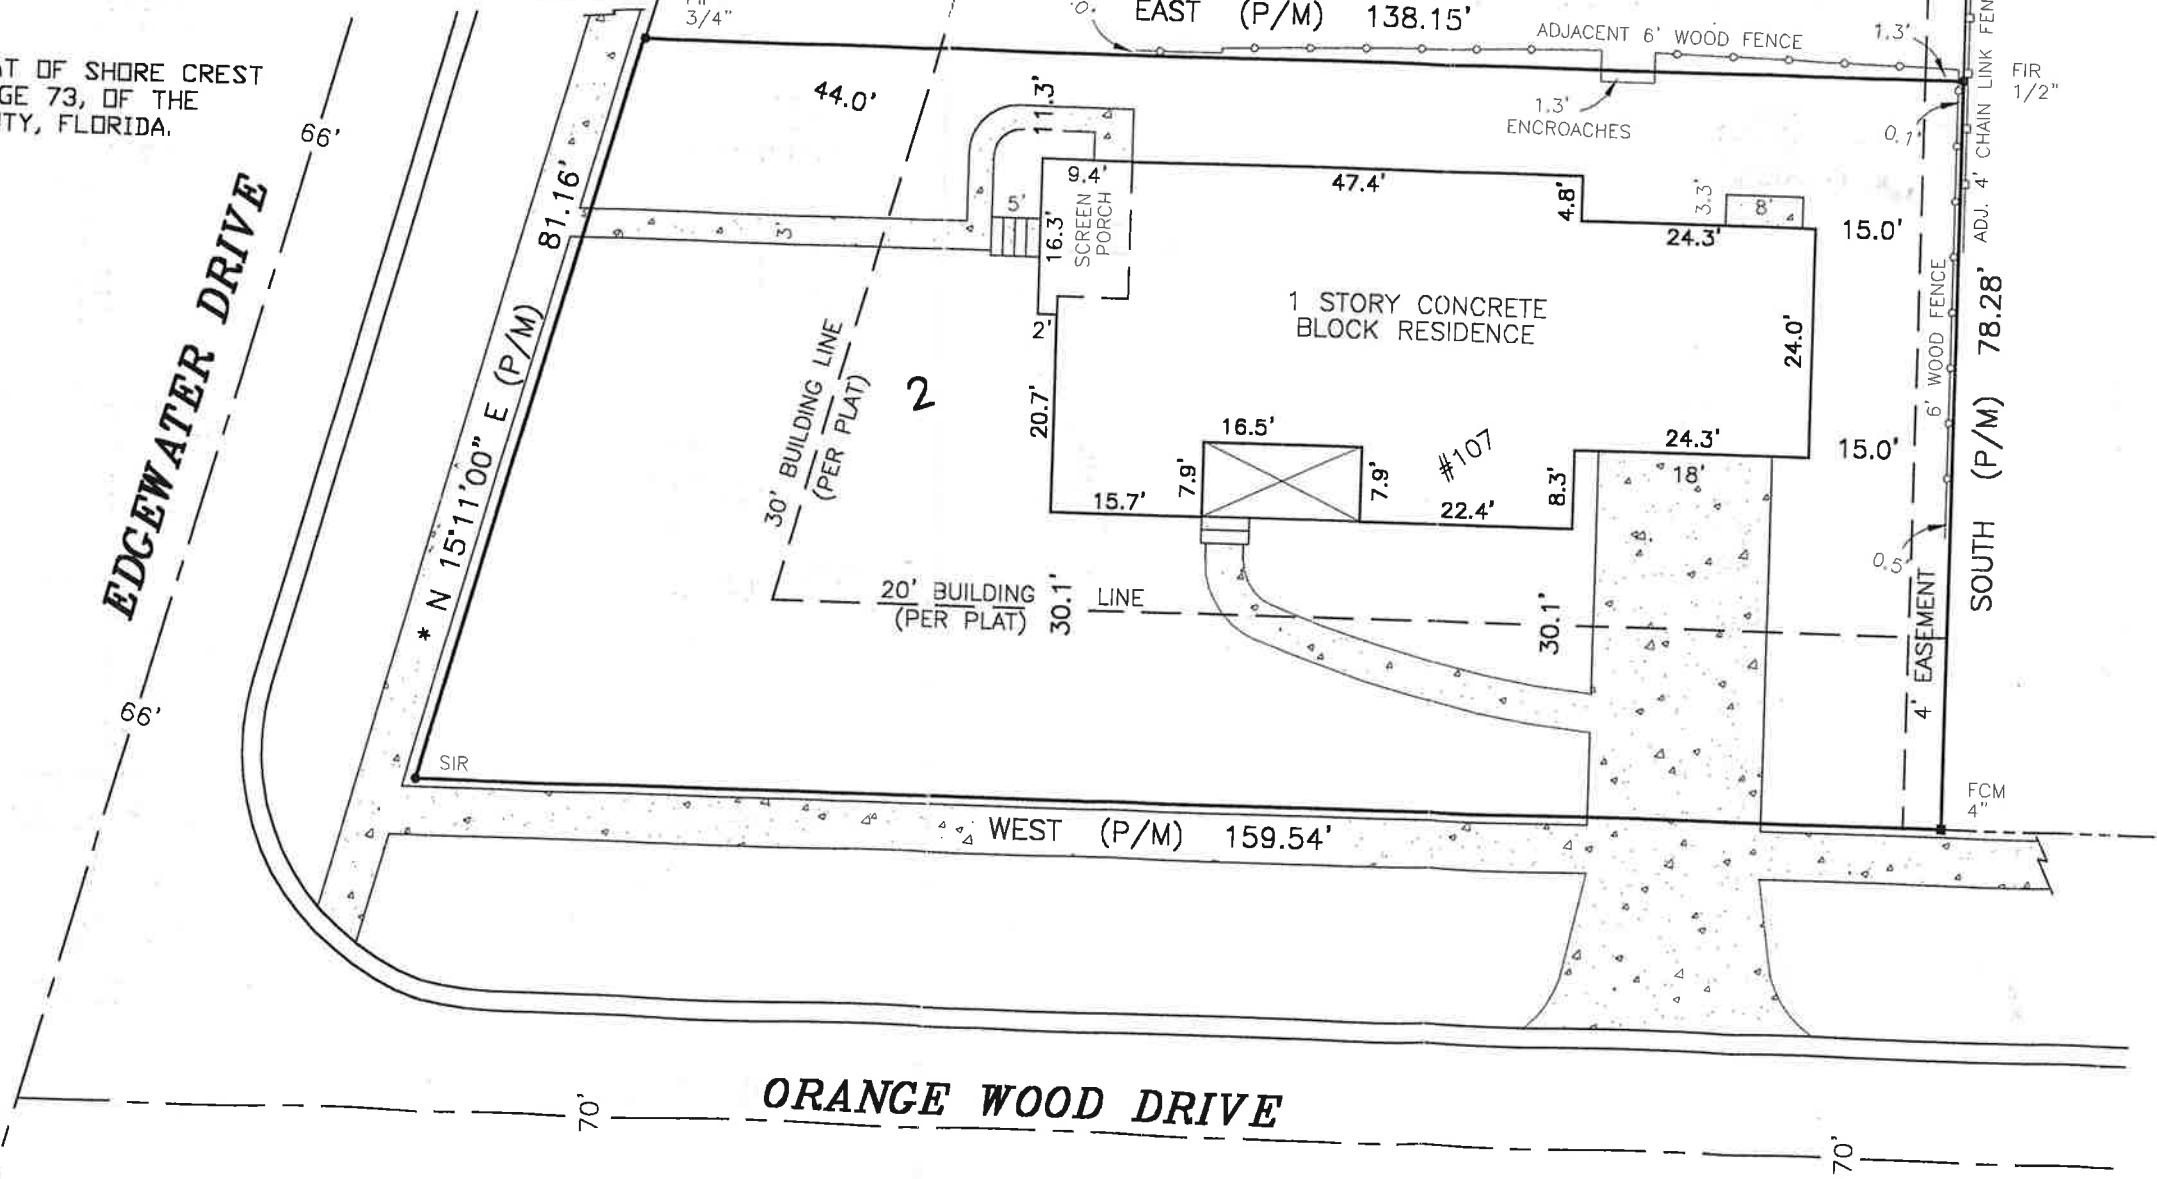 3/4"
EAST (P/M) 138.15'
ADJACENT 6' WOOD FENCE
1.3'
OF SHORE CREST
73, OF THE
FLORIDA.
66'
44.0'
11.3'
1.3'
ENCROACHES
FIR
1/2"
0.1'
ADJ. 4' CHAIN LINK
EDGEWATER DRIVE
81.16'
* N 15°11'00" E (P/M)
3'
5'
9.4'
16.3'
SCREEN
PORCH
2'
47.4'
4.8'
3.3'
8'
24.3'
15.0'
1 STORY CONCRETE
BLOCK RESIDENCE
24.0'
6' WOOD FENCE
SOUTH (P/M) 78.28'
30' BUILDING LINE
(PER PLAT)
2
20.7'
16.5'
#107
24.3'
18'
15.0'
15.7'
7.9'
7.9'
22.4'
8.3'
0.5'
20' BUILDING LINE
(PER PLAT)
30.1'
30.1'
4' EASEMENT
66'
SIR
FCM
4"
WEST (P/M) 159.54'
ORANGE WOOD DRIVE
70'
70'